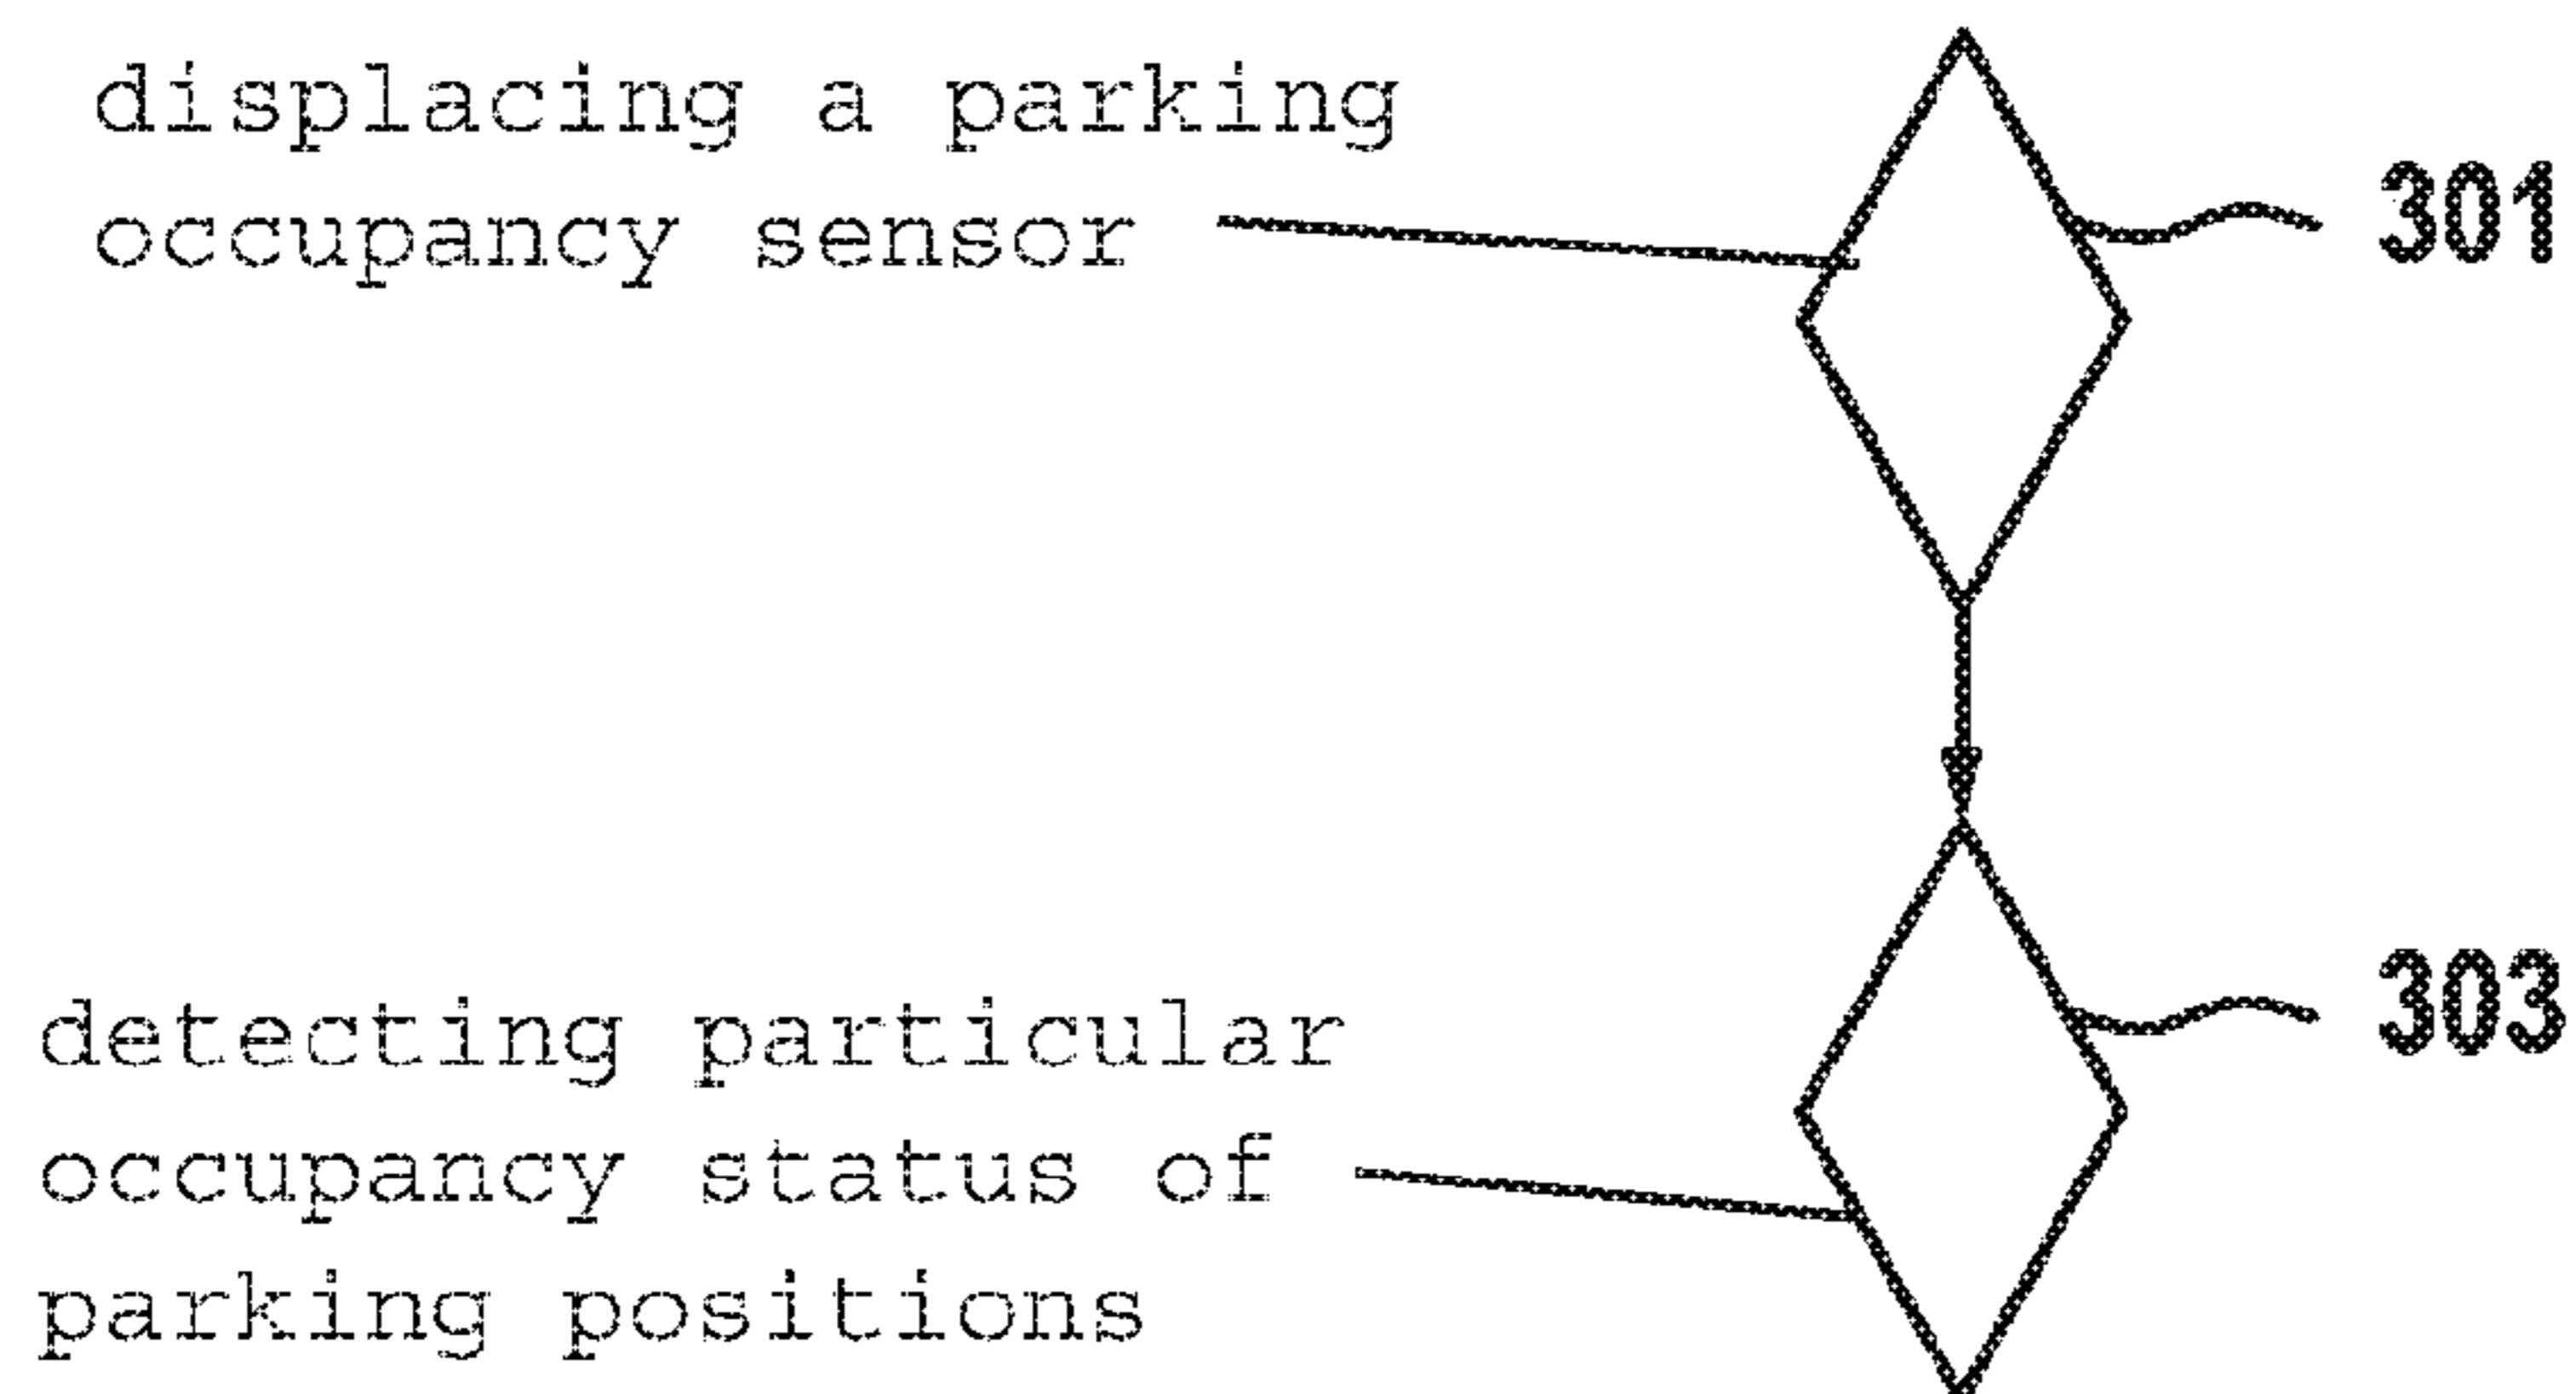 displacing a parking
occupancy sensor
301
detecting particular
occupancy status of
parking positions
303